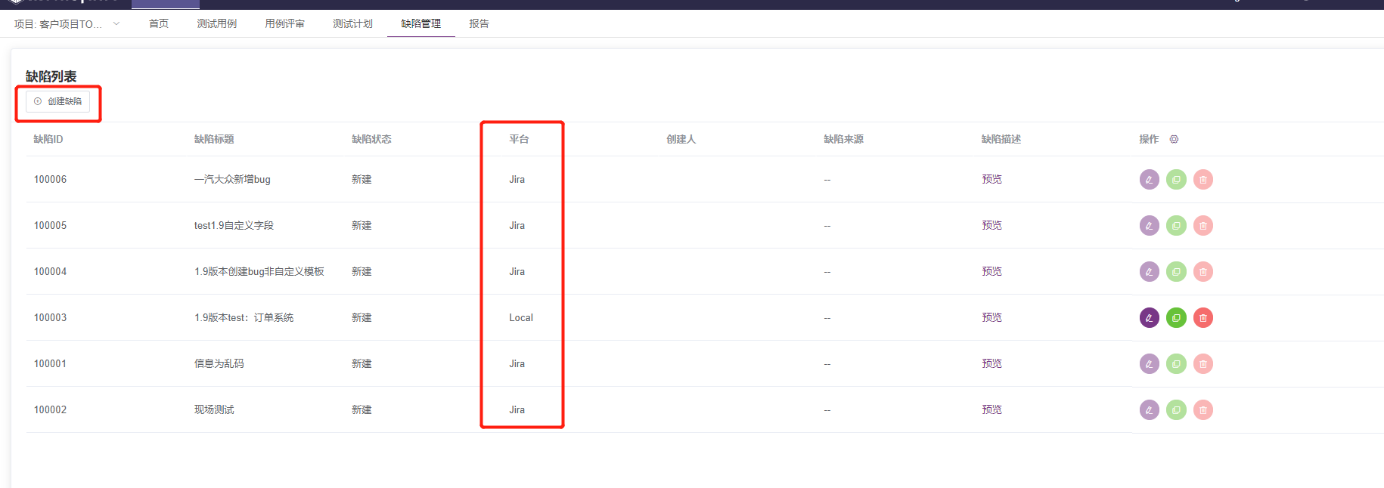 项目: 客户项目TO... 首页 测试用例 用例评审 测试计划 缺陷管理 报告
缺陷列表
创建缺陷
缺陷ID 缺陷标题 缺陷状态 平台 创建人 缺陷来源 缺陷描述 操作
100006 一汽大众新增bug 新建 Jira -- 预览
100005 test1.9自定义字段 新建 Jira -- 预览
100004 1.9版本创建bug非自定义模板 新建 Jira -- 预览
100003 1.9版本test：订单系统 新建 Local -- 预览
100001 信息为乱码 新建 Jira -- 预览
100002 现场测试 新建 Jira -- 预览